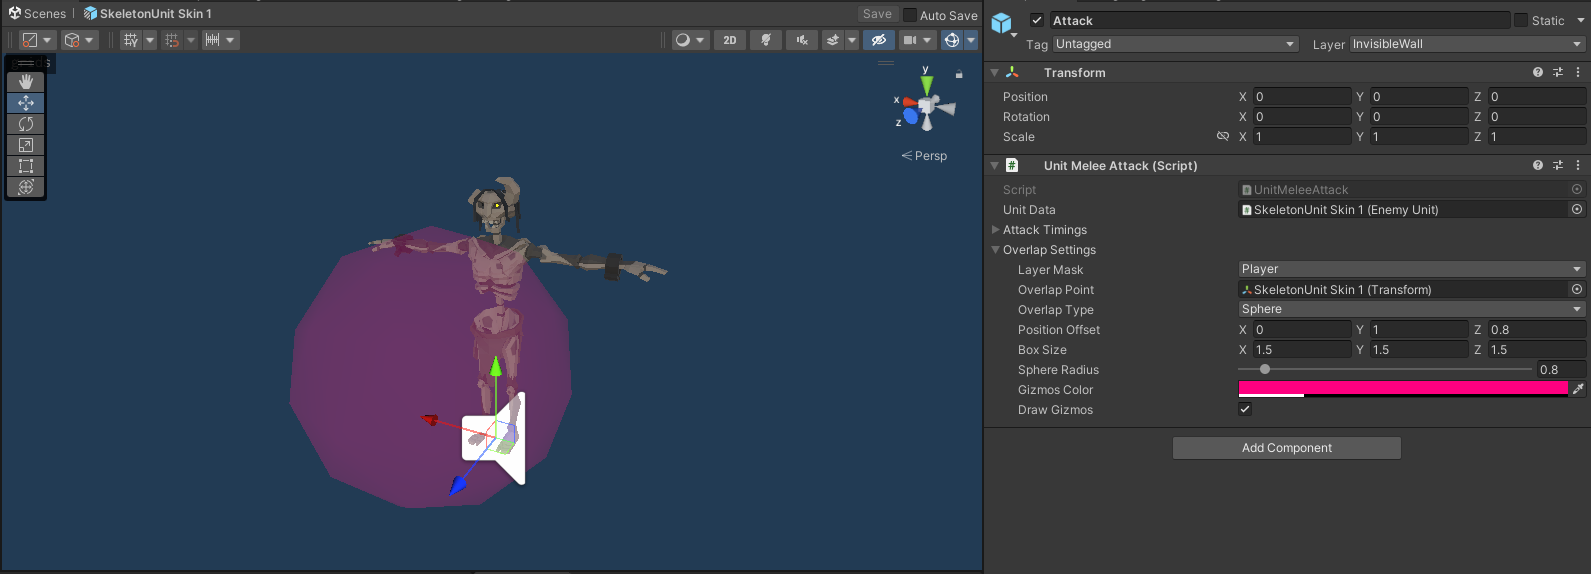 Scenes
SkeletonUnit Skin 1
Save
Auto Save
2D
y
x
z
Persp
Attack
Static
Tag
Untagged
Layer
InvisibleWall
Transform
Position X 0 Y 0 Z 0
Rotation X 0 Y 0 Z 0
Scale X 1 Y 1 Z 1
# Unit Melee Attack (Script)
Script
UnitMeleeAttack
Unit Data
SkeletonUnit Skin 1 (Enemy Unit)
Attack Timings
Overlap Settings
Layer Mask
Player
Overlap Point
SkeletonUnit Skin 1 (Transform)
Overlap Type
Sphere
Position Offset X 0 Y 1 Z 0.8
Box Size X 1.5 Y 1.5 Z 1.5
Sphere Radius 0.8
Gizmos Color
Draw Gizmos
Add Component